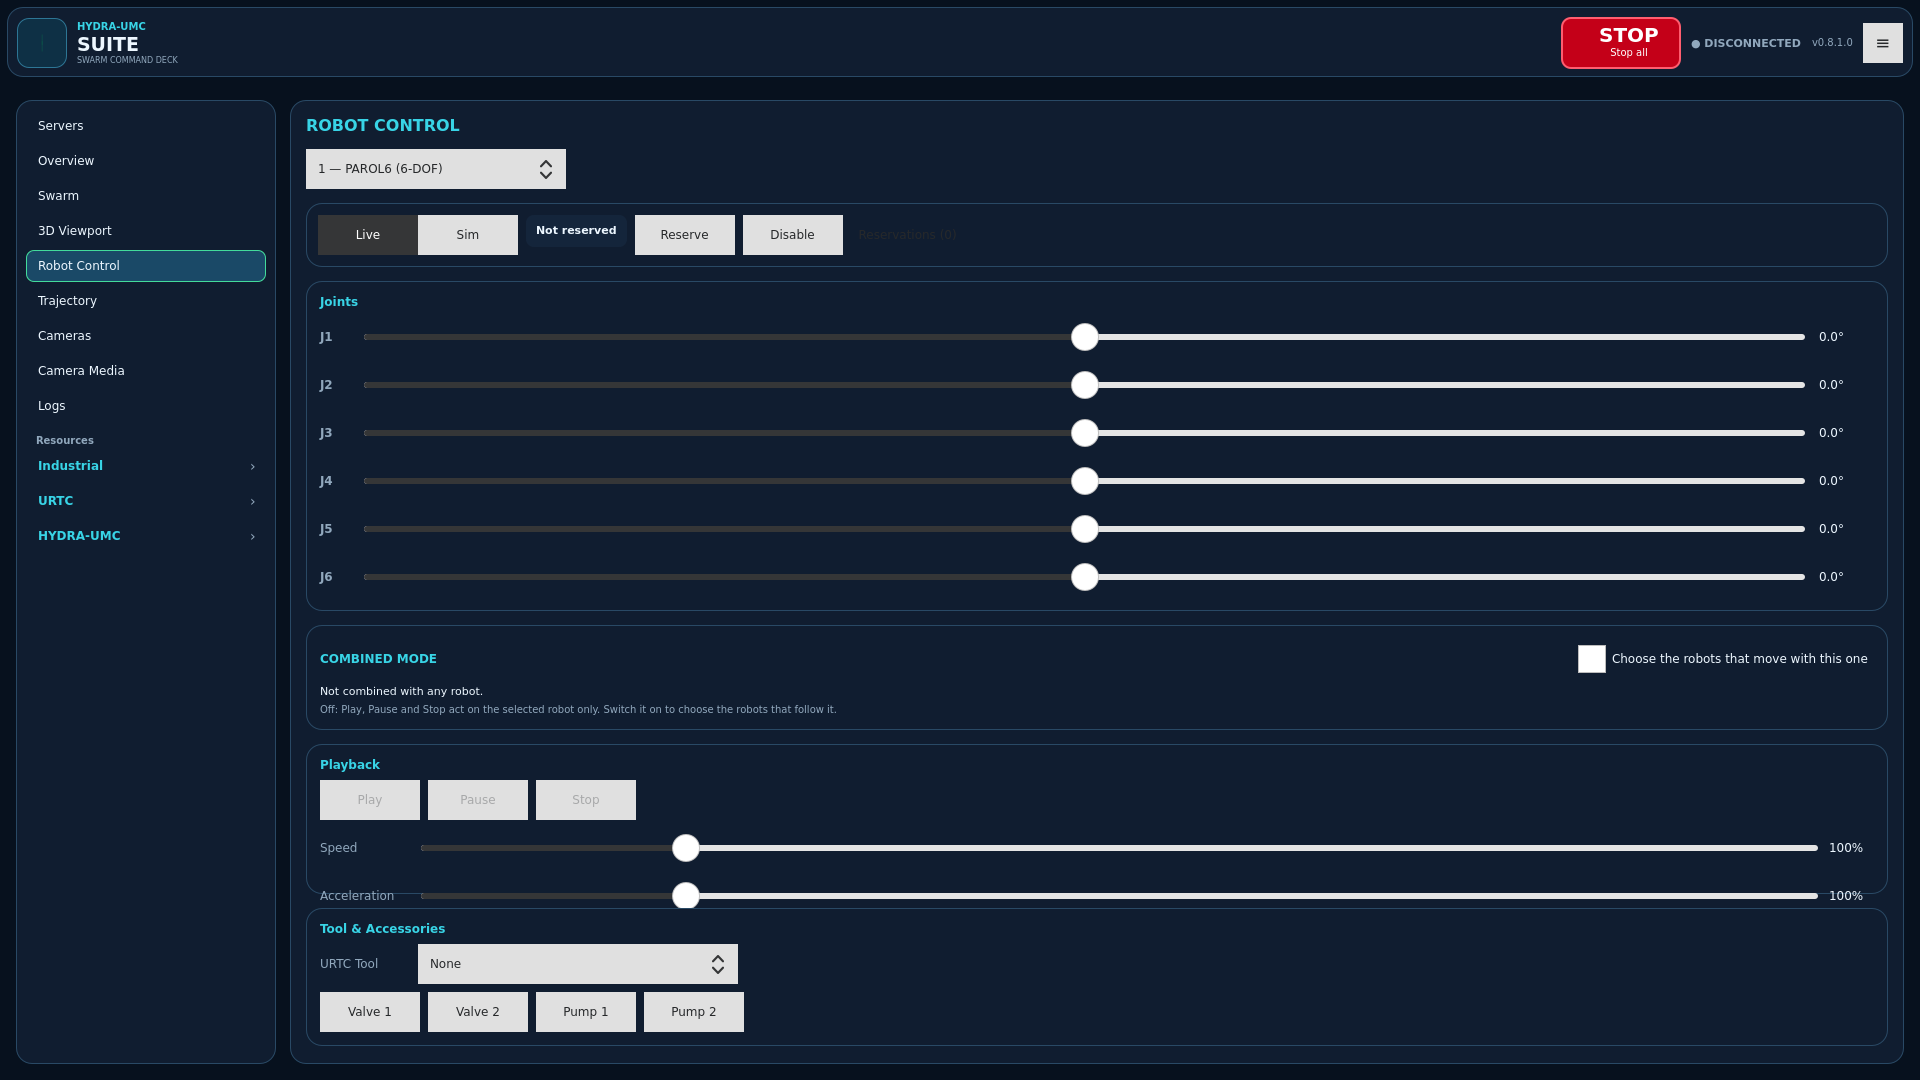 HYDRA-UMC
SUITE
SWARM COMMAND DECK
STOP
Stop all
● DISCONNECTED
v0.8.1.0
≡
Servers
Overview
Swarm
3D Viewport
Robot Control
Trajectory
Cameras
Camera Media
Logs
Resources
Industrial ›
URTC ›
HYDRA-UMC ›
ROBOT CONTROL
1 — PAROL6 (6-DOF)
Live Sim Not reserved Reserve Disable Reservations (0)
Joints
J1 0.0°
J2 0.0°
J3 0.0°
J4 0.0°
J5 0.0°
J6 0.0°
COMBINED MODE
Choose the robots that move with this one
Not combined with any robot.
Off: Play, Pause and Stop act on the selected robot only. Switch it on to choose the robots that follow it.
Playback
Play Pause Stop
Speed 100%
Acceleration 100%
Tool & Accessories
URTC Tool None
Valve 1 Valve 2 Pump 1 Pump 2